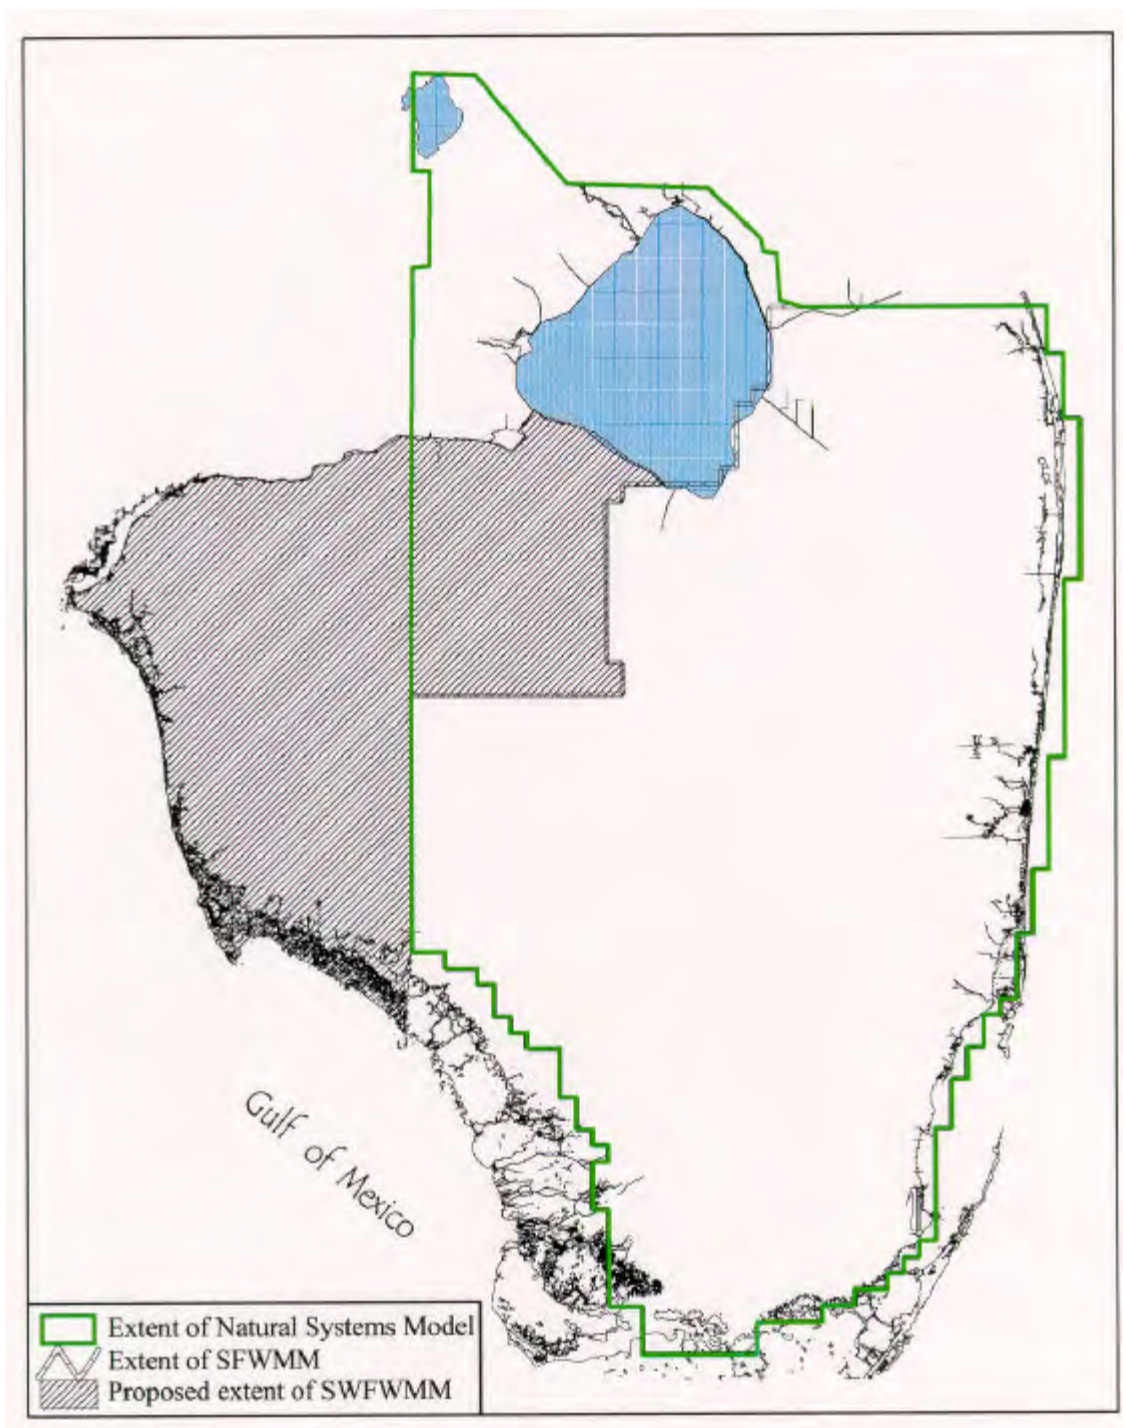 Gulf of Mexico
Extent of Natural Systems Model
Extent of SFWMM
Proposed extent of SWFWMM